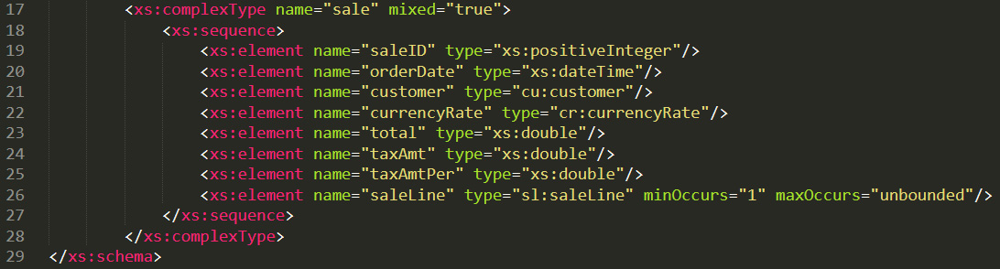 17 <xs:complexType name="sale" mixed="true">
18 <xs:sequence>
19 <xs:element name="saleID" type="xs:positiveInteger"/>
20 <xs:element name="orderDate" type="xs:dateTime"/>
21 <xs:element name="customer" type="cu:customer"/>
22 <xs:element name="currencyRate" type="cr:currencyRate"/>
23 <xs:element name="total" type="xs:double"/>
24 <xs:element name="taxAmt" type="xs:double"/>
25 <xs:element name="taxAmtPer" type="xs:double"/>
26 <xs:element name="saleLine" type="sl:saleLine" minOccurs="1" maxOccurs="unbounded"/>
27 </xs:sequence>
28 </xs:complexType>
29 </xs:schema>